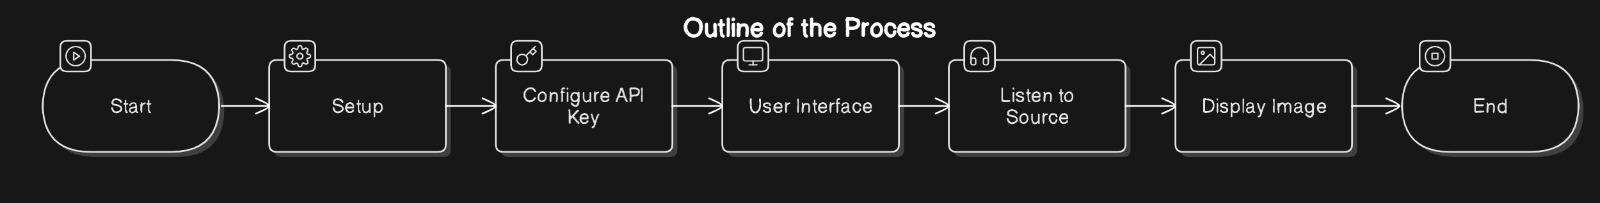 Outline of the Process
Start
Setup
Configure API
Key
User Interface
Listen to
Source
Display Image
End